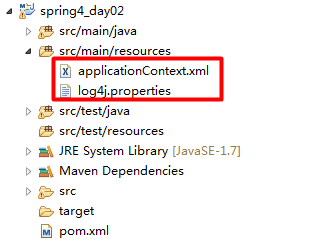 spring4_day02
src/main/java
src/main/resources
applicationContext.xml
log4j.properties
src/test/java
src/test/resources
JRE System Library [JavaSE-1.7]
Maven Dependencies
src
target
pom.xml